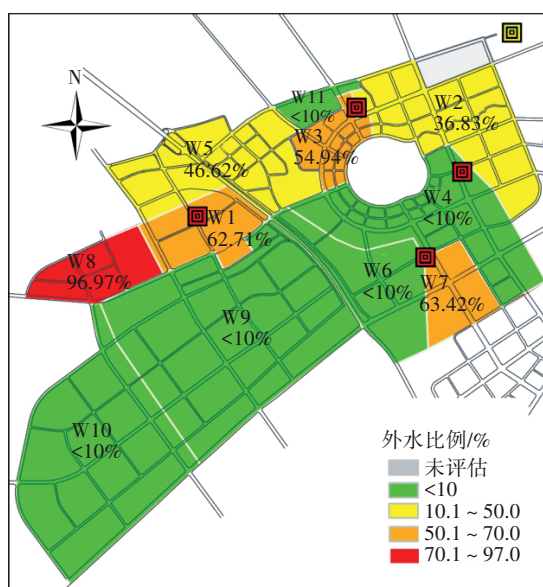 N
W11
<10%
W2
36.83%
W3
54.94%
W5
46.62%
W4
<10%
W1
62.71%
W8
96.97%
W6
<10%
W7
63.42%
W9
<10%
W10
<10%
外水比例/%
未评估
<10
10.1~50.0
50.1~70.0
70.1~97.0